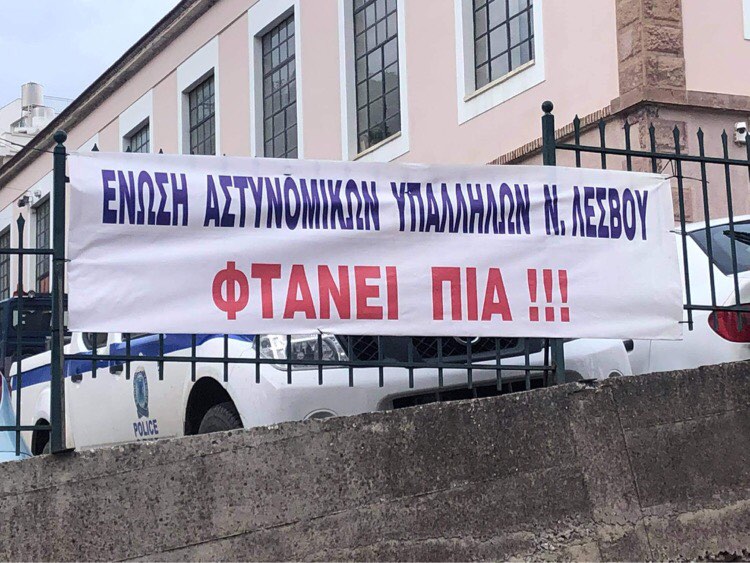 ΕΝΩΣΗ ΑΣΤΥΝΟΜΙΚΩΝ ΥΠΑΛΛΗΛΩΝ Ν. ΛΕΣΒΟΥ
ΦΤΑΝΕΙ ΠΙΑ !!!
POLICE